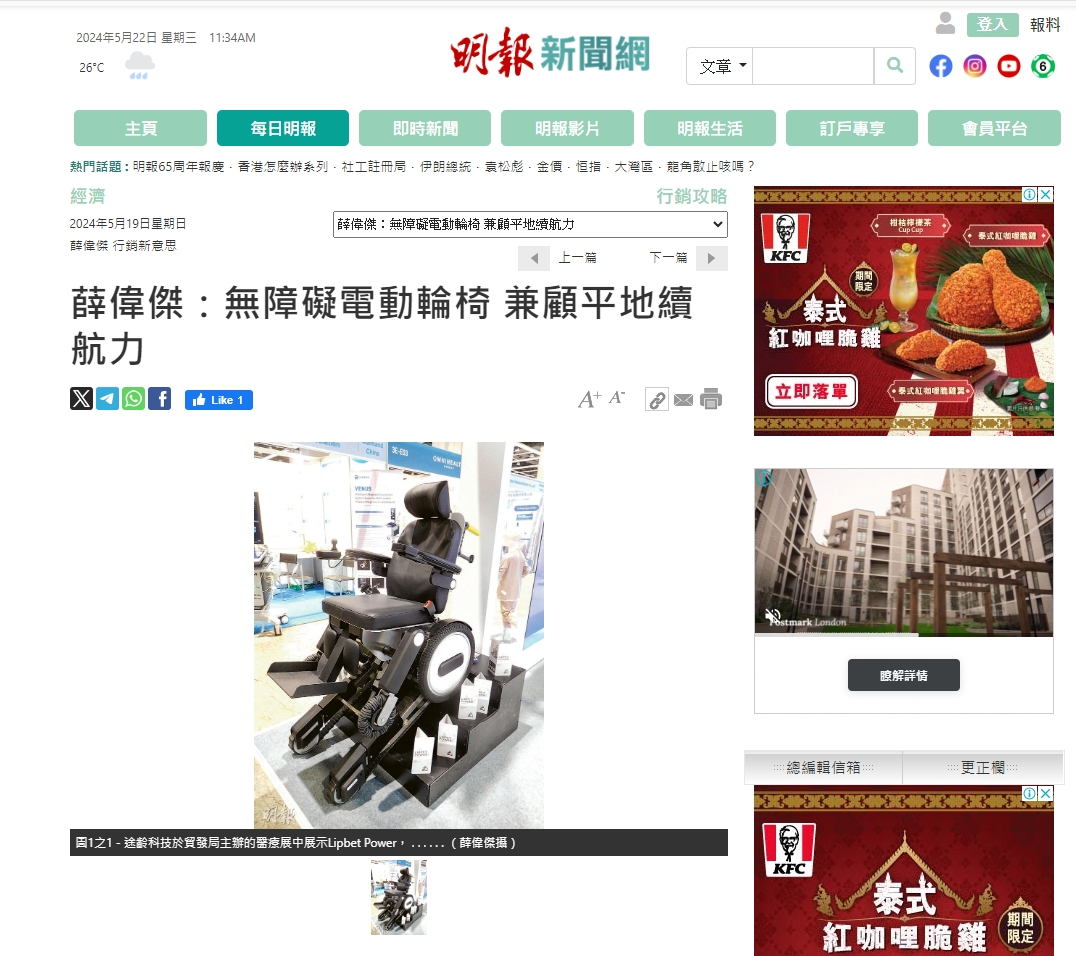 2024年5月22日 星期三 11:34AM
26°C
明報新聞網
文章
登入
報料
主頁
每日明報
即時新聞
明報影片
明報生活
訂戶專享
會員平台
熱門話題：明報65周年報慶．香港怎麼辦系列．社工註冊局．伊朗總統．袁松彪．金價．恒指．大灣區．龍角散止咳嗎？
經濟
行銷攻略
2024年5月19日星期日
薛偉傑：無障礙電動輪椅 兼顧平地續航力
薛偉傑 行銷新意思
上一篇
下一篇
薛偉傑：無障礙電動輪椅 兼顧平地續
航力
Like 1
A+ A-
3E-E03
OMNI HEALTH
VENUS
明報
圖1之1 - 達齡科技於貿發局主辦的醫療展中展示Lipbet Power，......（薛偉傑攝）
KFC
柑桔檸檬茶
Cup Cup
泰式紅咖哩脆雞
期間
限定
泰式
紅咖哩脆雞
立即落單
泰式紅咖哩脆雞翼
Postmark London
瞭解詳情
::::總編輯信箱::::
::::更正欄::::
KFC
泰式
紅咖哩脆雞
期間
限定